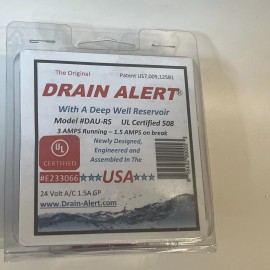 The Original
Patent US7,009,125B1
DRAIN ALERT®
With A Deep Well Reservoir
Model #DAU-RS UL Certified 508
3 AMPS Running – 1.5 AMPS on break
Newly Designed,
Engineered and
Assembled In The
UL
CERTIFIED
#E233066
★★★USA★★★
24 Volt A/C 1.5A GP
www.Drain-Alert.com